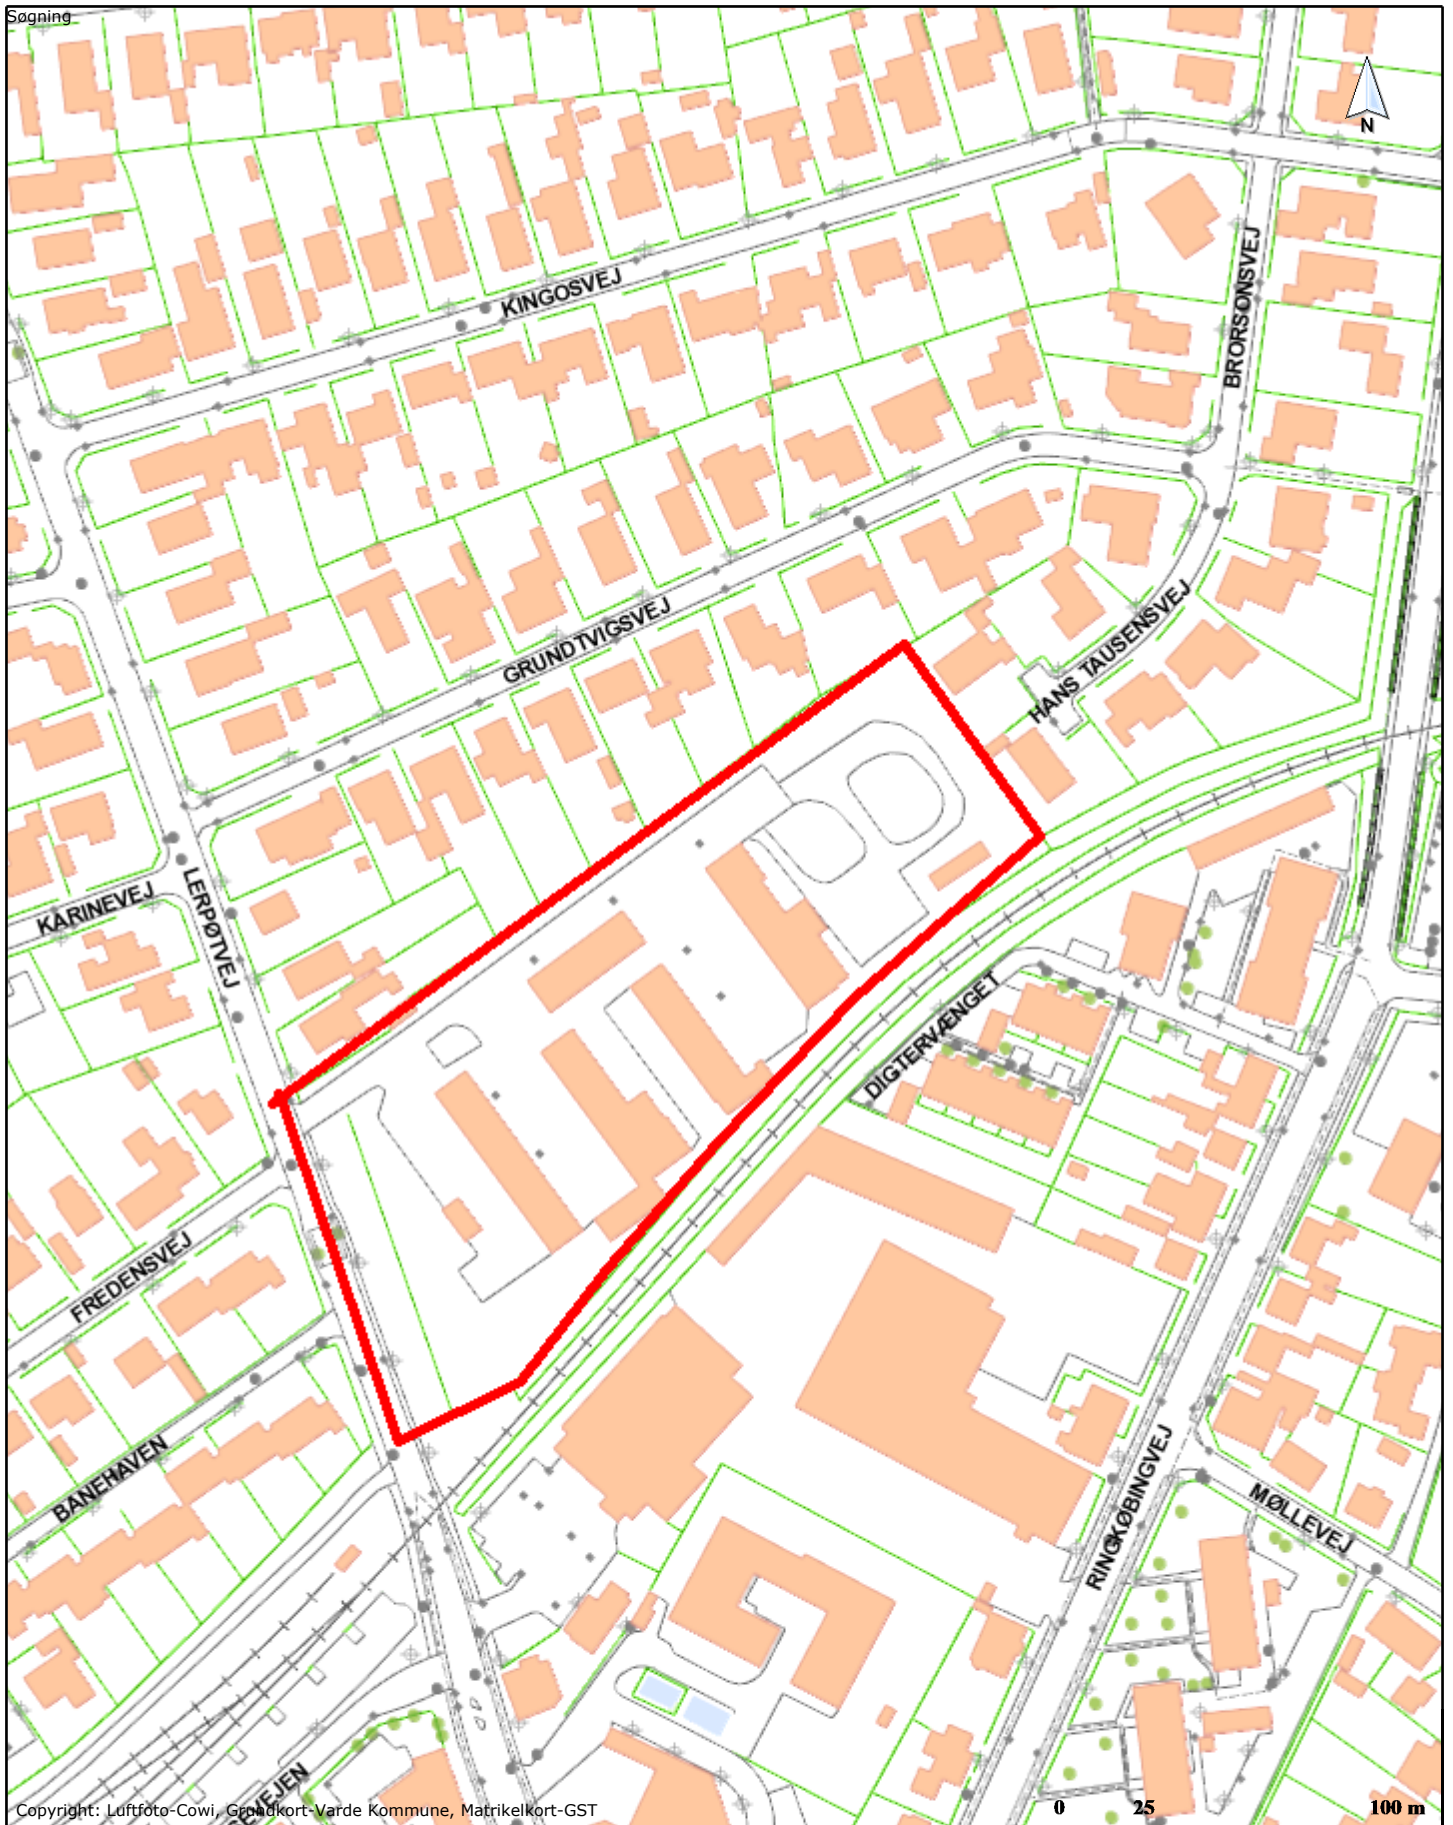 Søgning
N
KINGOSVEJ
BRORSONSVEJ
GRUNDTVIGSVEJ
HANS TAUSENSVEJ
KARINEVEJ
LERPØTVEJ
DIGTERVÆNGET
FREDENSVEJ
BANEHAVEN
RINGKØBINGVEJ
MØLLEVEJ
SEVEJEN
Copyright: Luftfoto-Cowi, Grundkort-Varde Kommune, Matrikelkort-GST
0 25 100 m